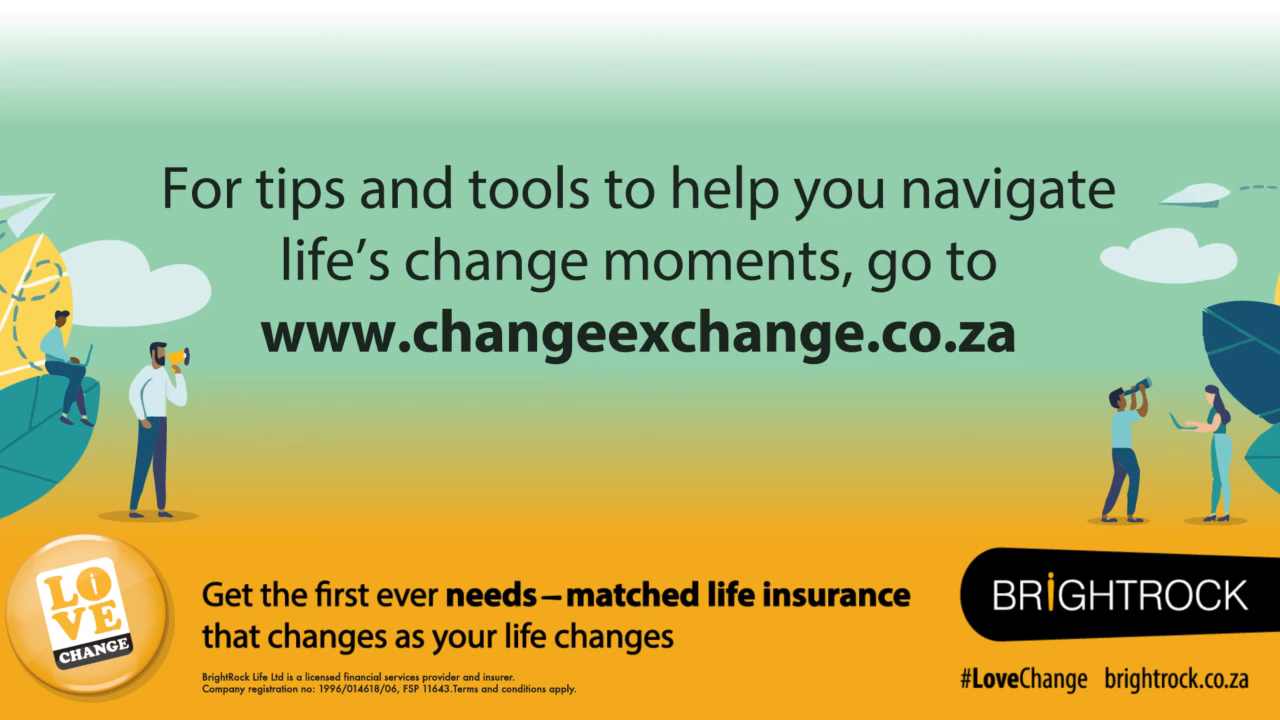 For tips and tools to help you navigate
life's change moments, go to
www.changeexchange.co.za
LOVE
CHANGE
Get the first ever needs–matched life insurance
that changes as your life changes
BrightRock Life Ltd is a licensed financial services provider and insurer.
Company registration no: 1996/014618/06, FSP 11643.Terms and conditions apply.
BRiGHTROCK
#LoveChange brightrock.co.za